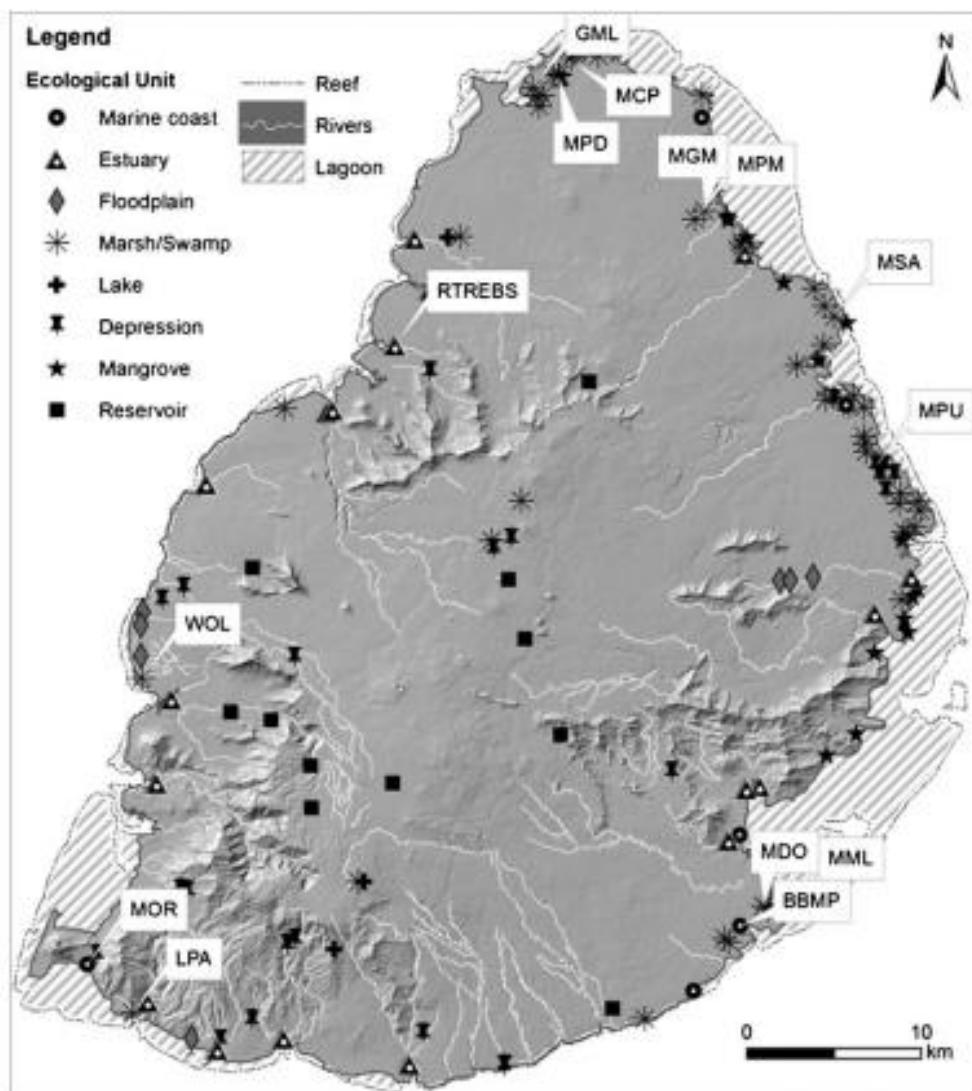 Legend
Ecological Unit
Marine coast
Estuary
Floodplain
Marsh/Swamp
Lake
Depression
Mangrove
Reservoir
Reef
Rivers
Lagoon
N
GML
MCP
MPD
MGM
MPM
MSA
RTREBS
MPU
WOL
MDO
MML
BBMP
MOR
LPA
0 10
km